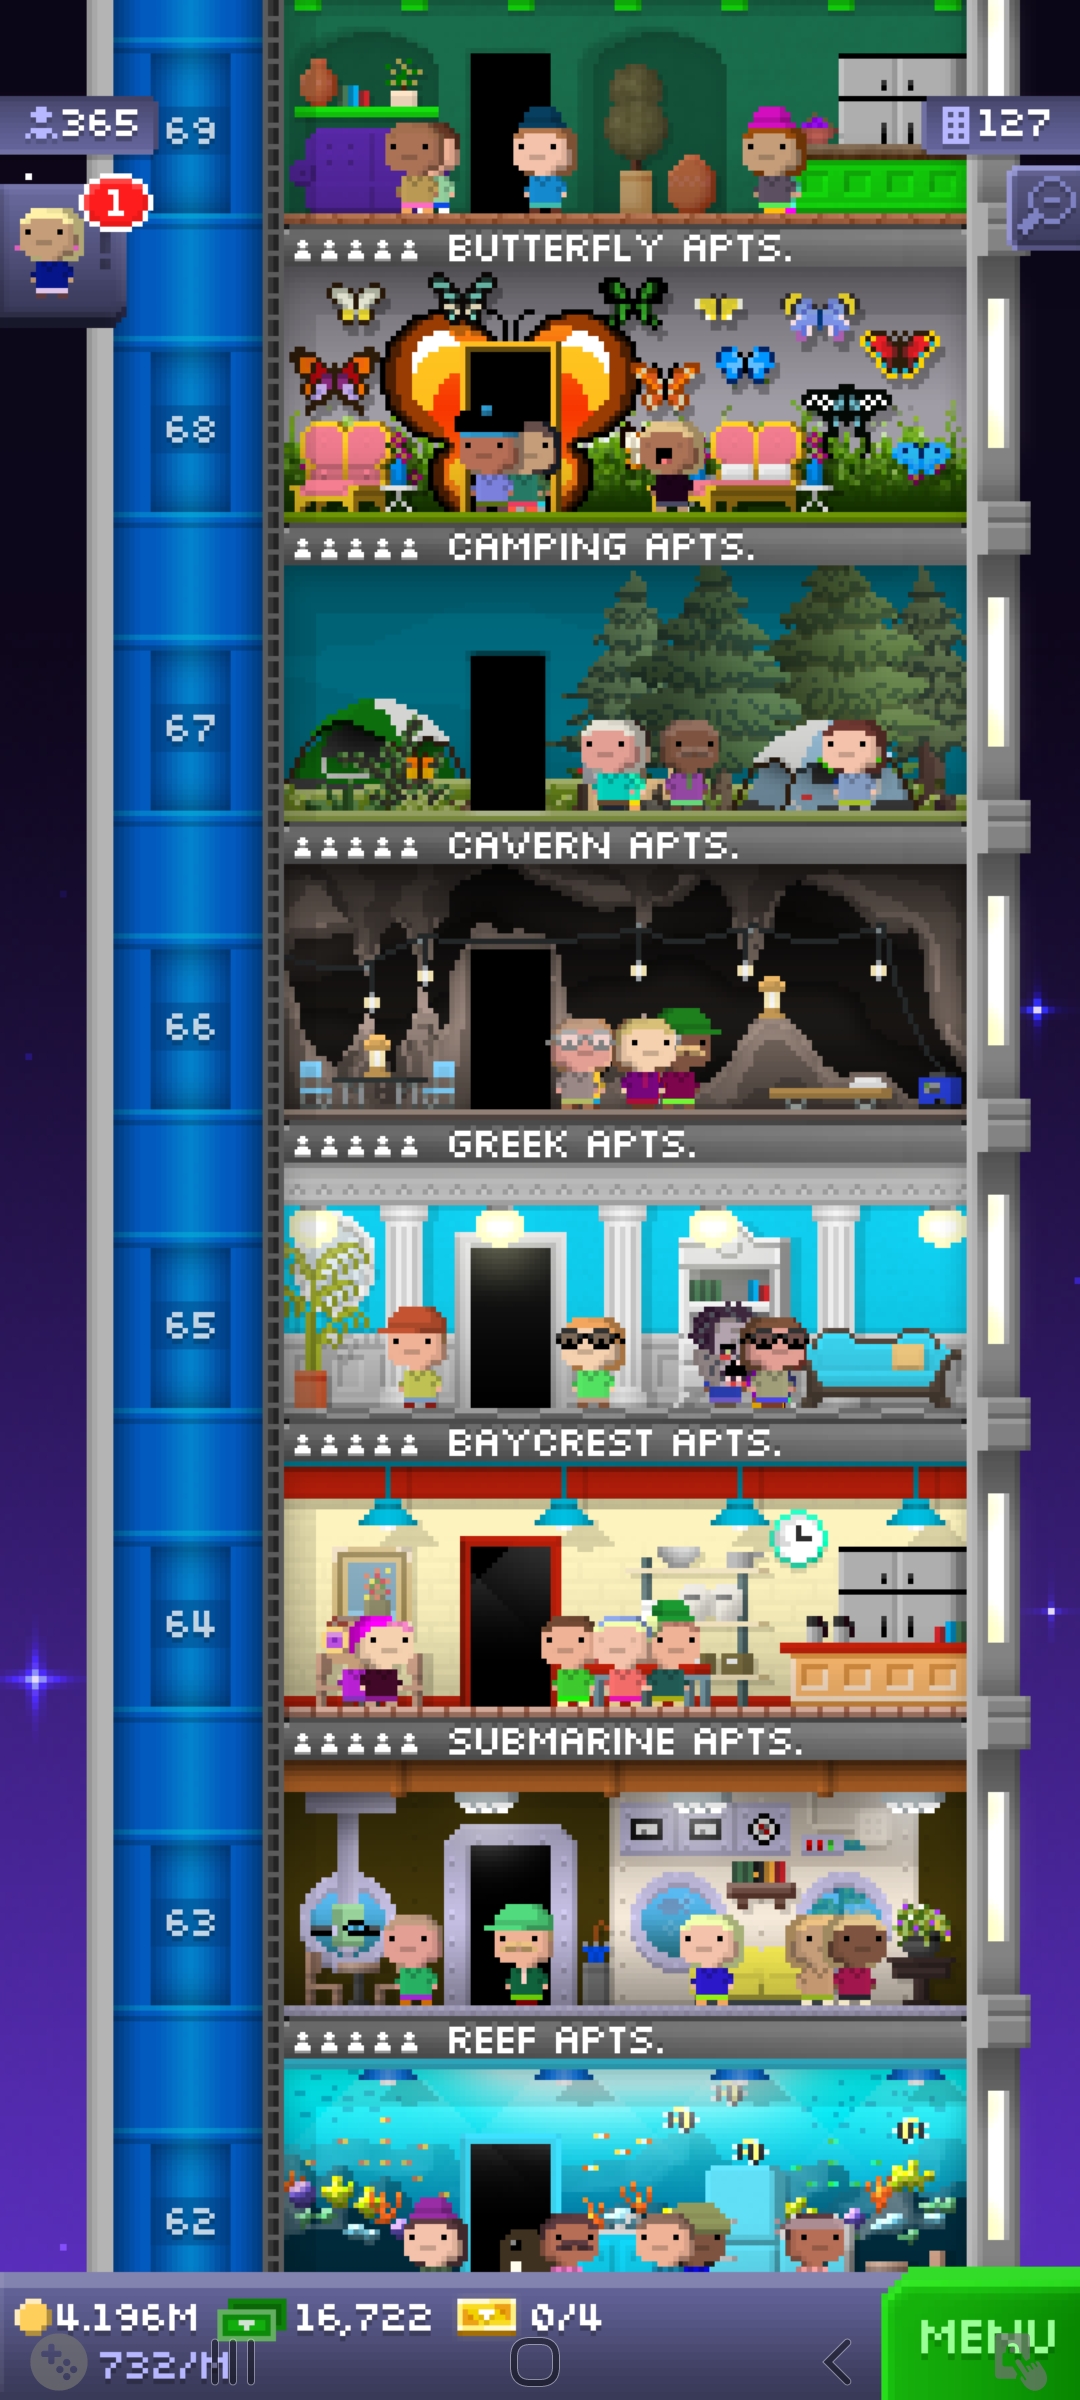 365
69
127
1
BUTTERFLY APTS.
68
CAMPING APTS.
67
CAVERN APTS.
66
GREEK APTS.
65
BAYCREST APTS.
64
SUBMARINE APTS.
63
REEF APTS.
62
4.196M 16,722 0/4
MENU
732/M